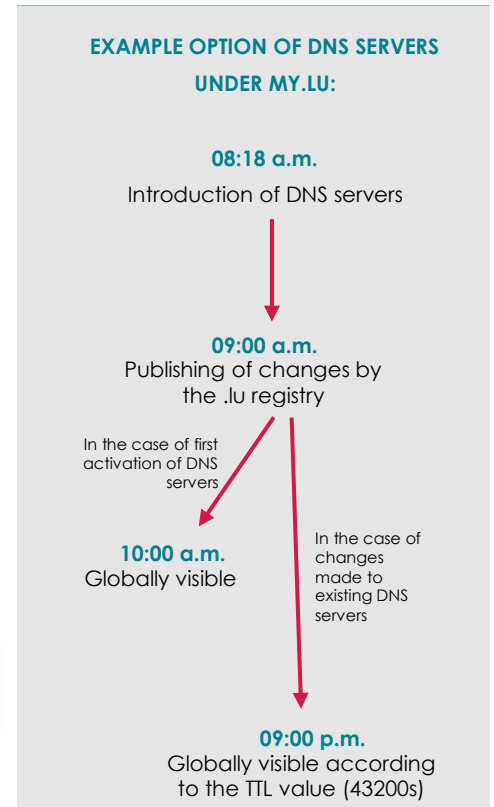 EXAMPLE OPTION OF DNS SERVERS
UNDER MY.LU:
08:18 a.m.
Introduction of DNS servers
09:00 a.m.
Publishing of changes by
the .lu registry
In the case of first
activation of DNS
servers
10:00 a.m.
Globally visible
In the case of
changes
made to
existing DNS
servers
09:00 p.m.
Globally visible according
to the TTL value (43200s)